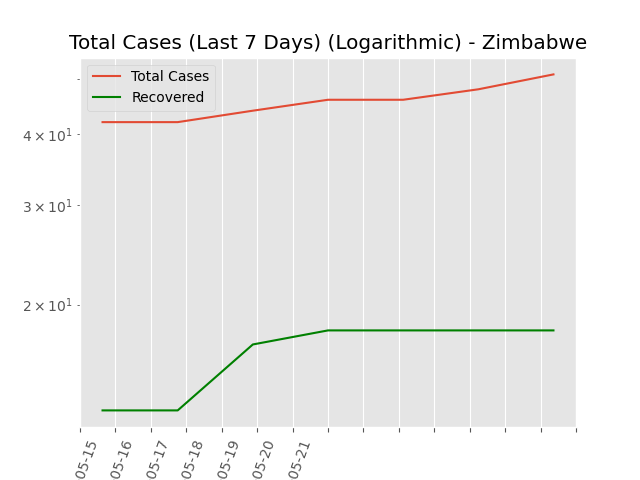 Total Cases (Last 7 Days) (Logarithmic) - Zimbabwe
Total Cases
Recovered
4 × 10¹
3 × 10¹
2 × 10¹
05-15
05-16
05-17
05-18
05-19
05-20
05-21